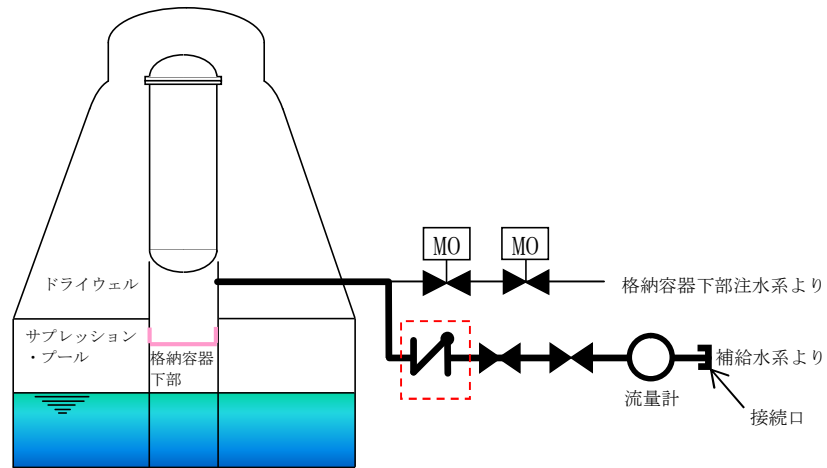 MO
MO
ドライウェル
格納容器下部注水系より
サプレッション
・プール
格納容器
下部
補給水系より
流量計
接続口